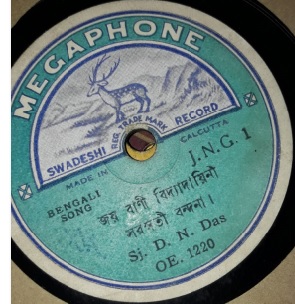 MEGAPHONE
REG. TRADE MARK
SWADESHI RECORD
MADE IN CALCUTTA
BENGALI
SONG
J.N.G. 1
জয় বাণী বিদ্যাদায়িনী
সরস্বতী বন্দনা।
Sj. D. N. Das
OE. 1220